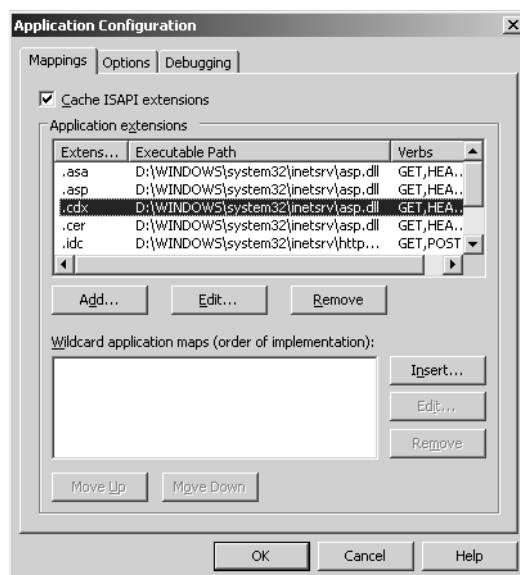 Application Configuration
Mappings Options Debugging
Cache ISAPI extensions
Application extensions
Extens... Executable Path Verbs
.asa D:\WINDOWS\system32\inetsrv\asp.dll GET,HEA..
.asp D:\WINDOWS\system32\inetsrv\asp.dll GET,HEA..
.cdx D:\WINDOWS\system32\inetsrv\asp.dll GET,HEA..
.cer D:\WINDOWS\system32\inetsrv\asp.dll GET,HEA..
.idc D:\WINDOWS\system32\inetsrv\http... GET,POST
Add... Edit... Remove
Wildcard application maps (order of implementation):
Insert...
Edit...
Remove
Move Up Move Down
OK Cancel Help